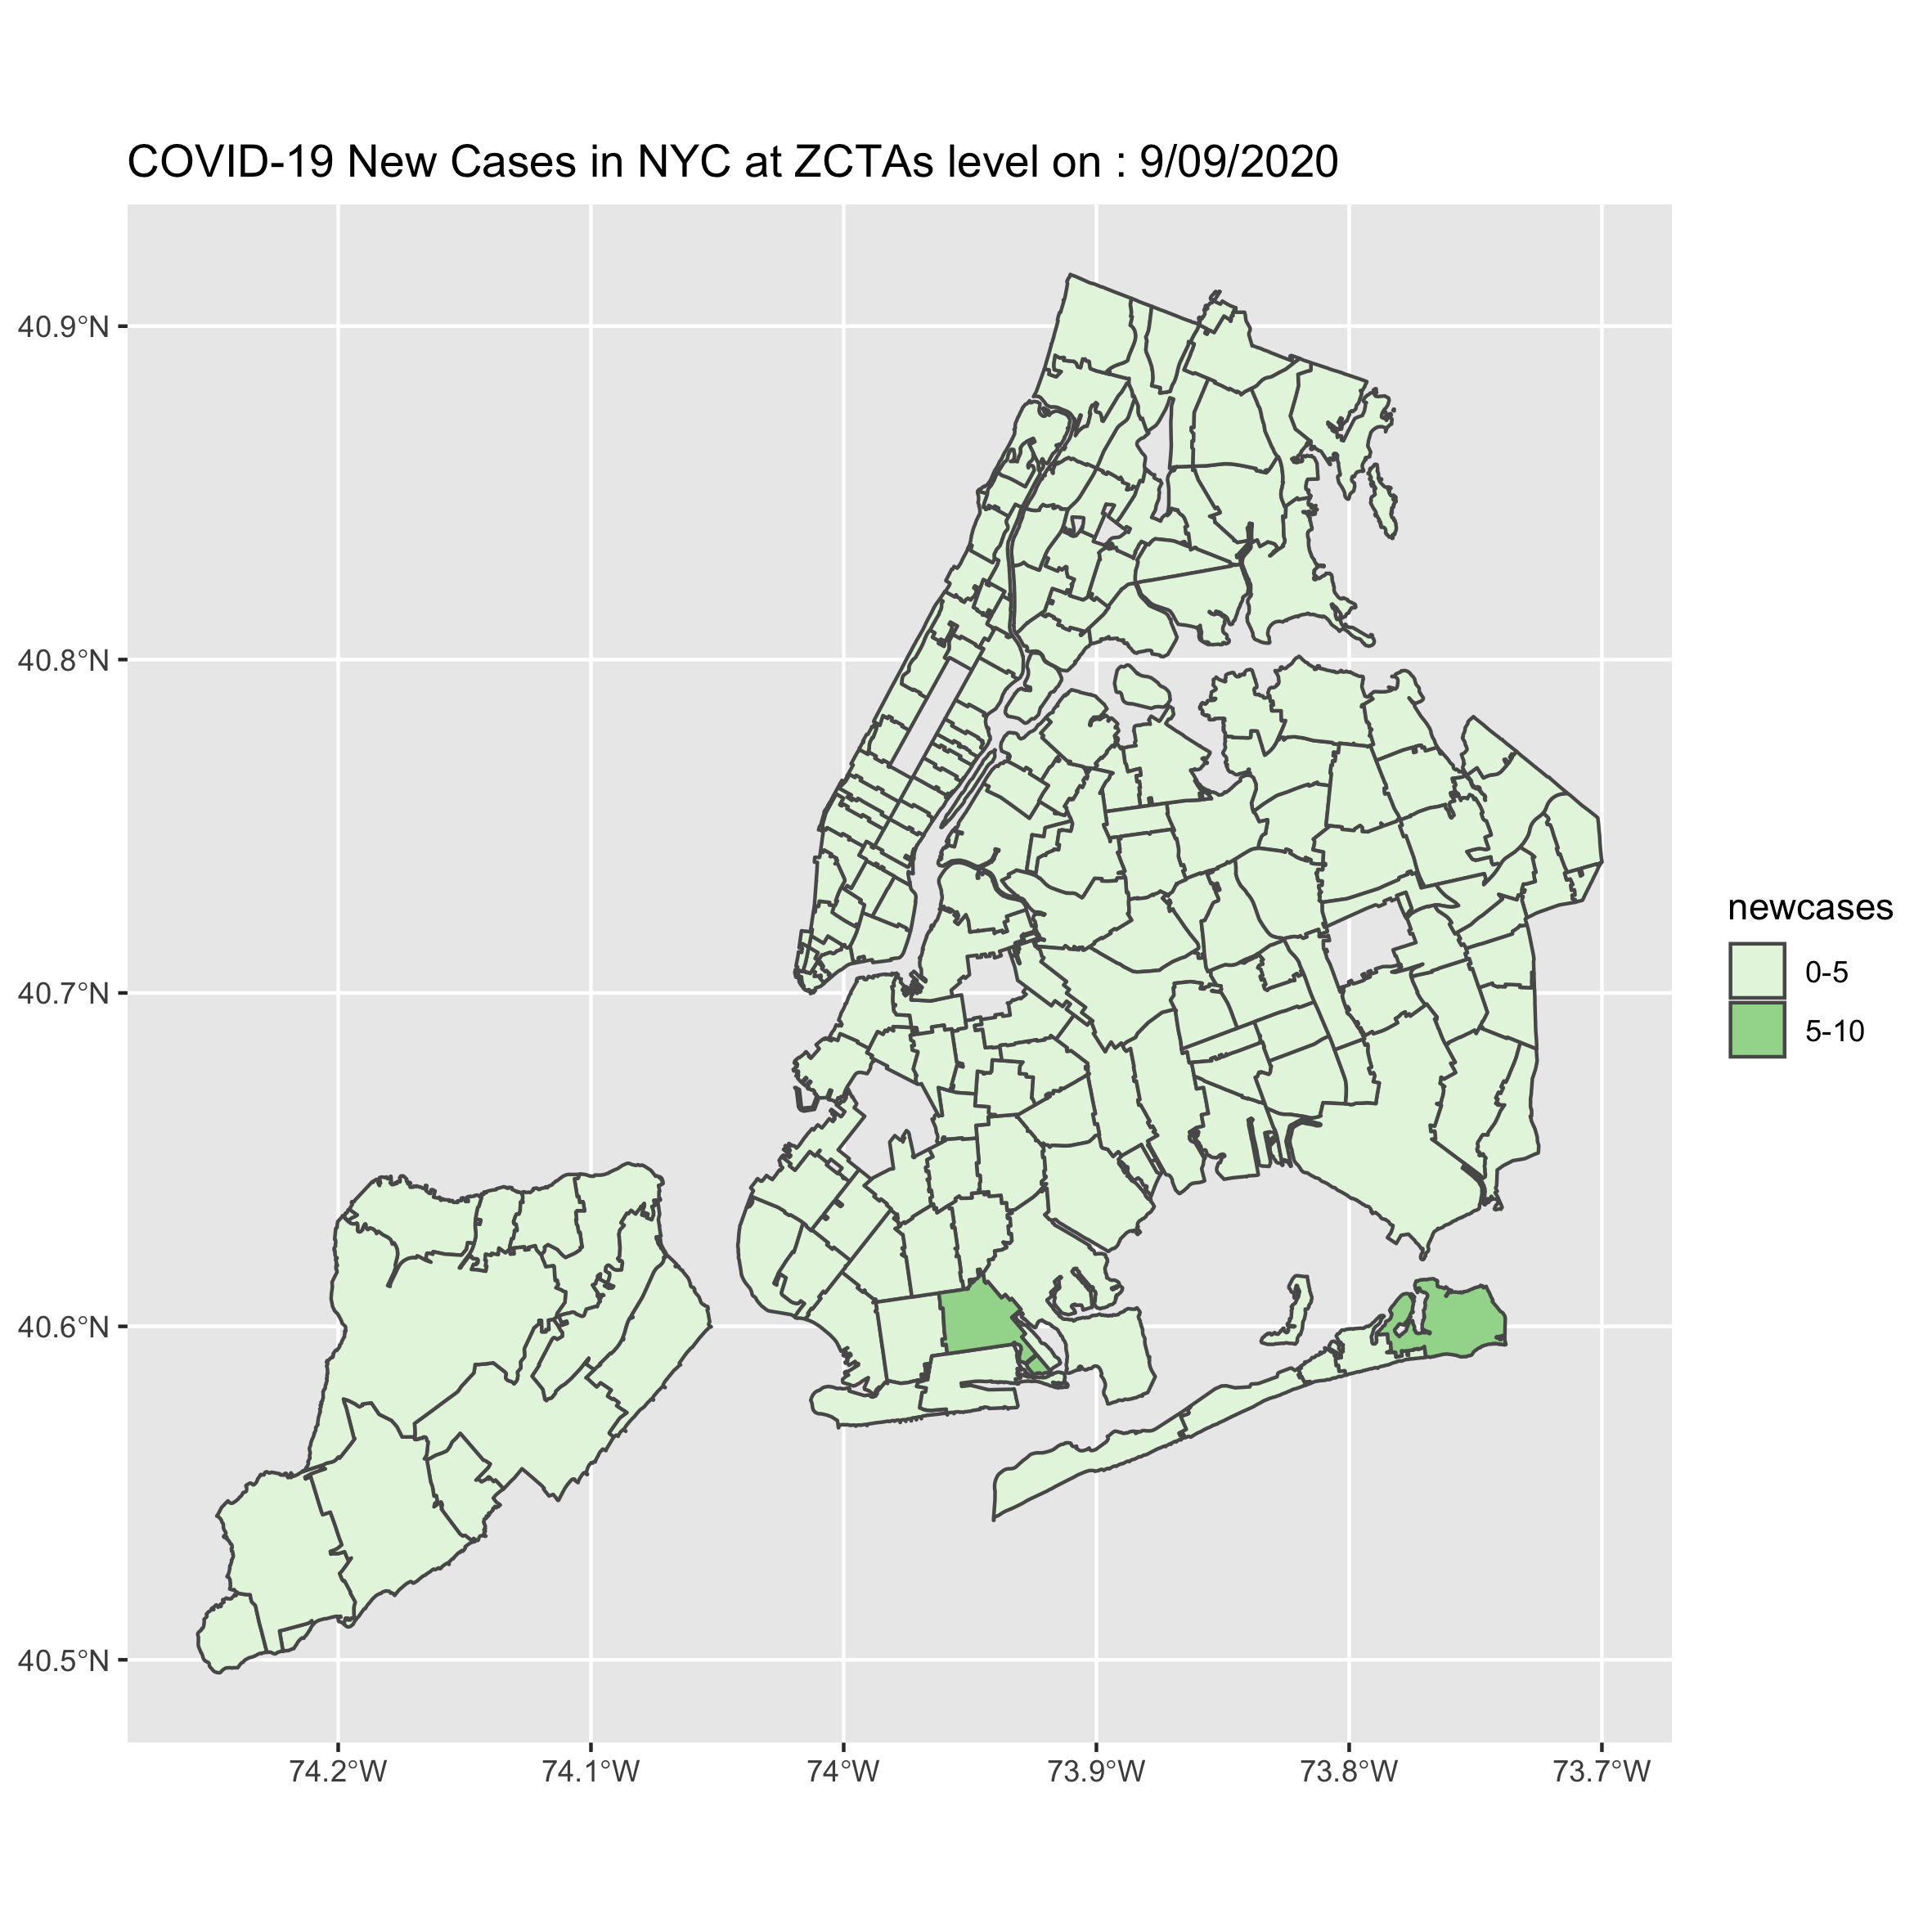 COVID-19 New Cases in NYC at ZCTAs level on : 9/09/2020
40.9°N
40.8°N
40.7°N
40.6°N
40.5°N
74.2°W
74.1°W
74°W
73.9°W
73.8°W
73.7°W
newcases
0-5
5-10